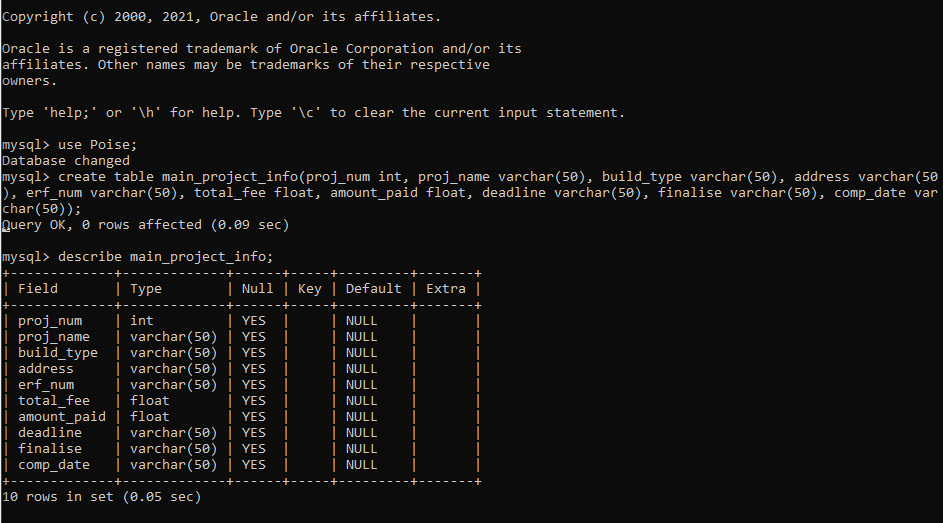 Copyright (c) 2000, 2021, Oracle and/or its affiliates.
Oracle is a registered trademark of Oracle Corporation and/or its
affiliates. Other names may be trademarks of their respective
owners.
Type 'help;' or '\h' for help. Type '\c' to clear the current input statement.
mysql> use Poise;
Database changed
mysql> create table main_project_info(proj_num int, proj_name varchar(50), build_type varchar(50), address varchar(50
), erf_num varchar(50), total_fee float, amount_paid float, deadline varchar(50), finalise varchar(50), comp_date var
char(50));
Query OK, 0 rows affected (0.09 sec)
mysql> describe main_project_info;
+-------------+-------------+------+-----+---------+-------+
| Field       | Type        | Null | Key | Default | Extra |
+-------------+-------------+------+-----+---------+-------+
| proj_num    | int         | YES  |     | NULL    |       |
| proj_name   | varchar(50) | YES  |     | NULL    |       |
| build_type  | varchar(50) | YES  |     | NULL    |       |
| address     | varchar(50) | YES  |     | NULL    |       |
| erf_num     | varchar(50) | YES  |     | NULL    |       |
| total_fee   | float       | YES  |     | NULL    |       |
| amount_paid | float       | YES  |     | NULL    |       |
| deadline    | varchar(50) | YES  |     | NULL    |       |
| finalise    | varchar(50) | YES  |     | NULL    |       |
| comp_date   | varchar(50) | YES  |     | NULL    |       |
+-------------+-------------+------+-----+---------+-------+
10 rows in set (0.05 sec)